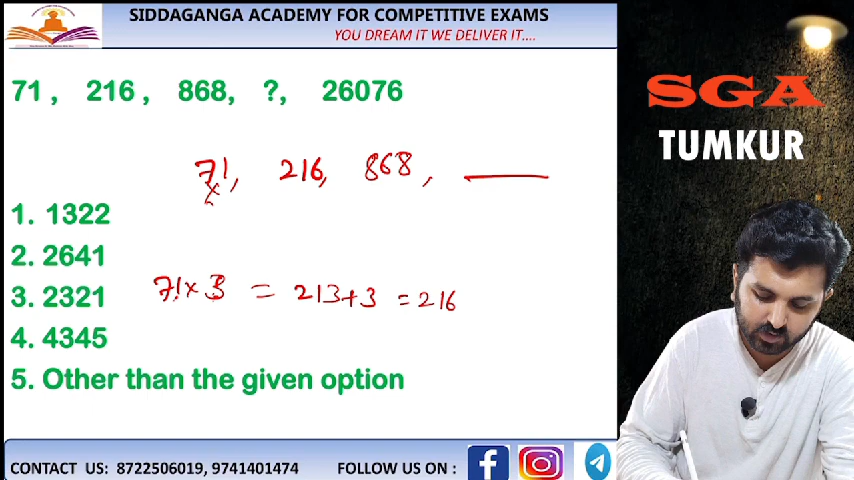 SIDDAGANGA ACADEMY FOR COMPETITIVE EXAMS
YOU DREAM IT WE DELIVER IT....
71 , 216 , 868, ?, 26076
71, 216, 868,
1. 1322
2. 2641
71 x 3 = 213+3 = 216
3. 2321
4. 4345
5. Other than the given option
SGA
TUMKUR
CONTACT US: 8722506019, 9741401474 FOLLOW US ON :